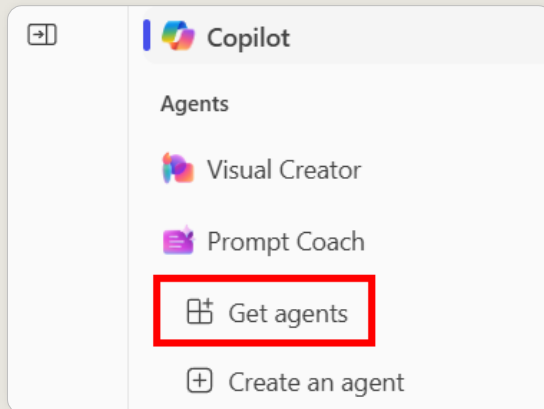 Copilot
Agents
Visual Creator
Prompt Coach
Get agents
Create an agent